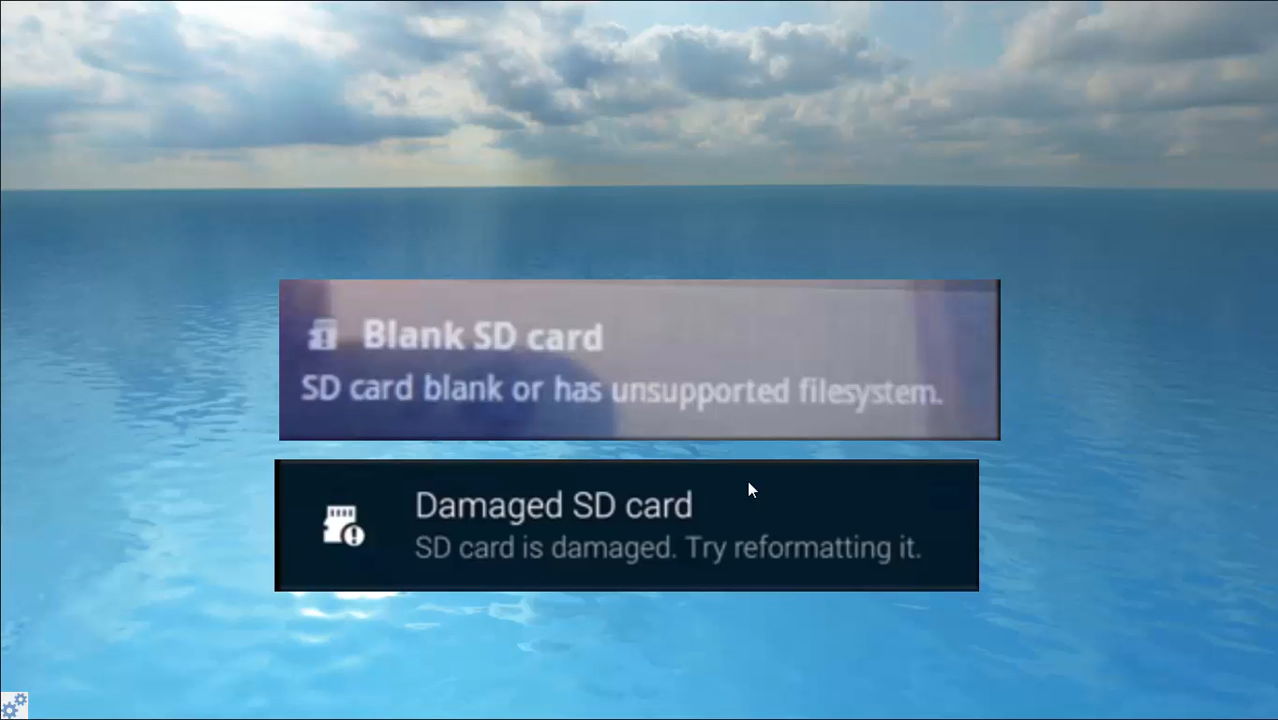 Blank SD card
SD card blank or has unsupported filesystem.
Damaged SD card
SD card is damaged. Try reformatting it.